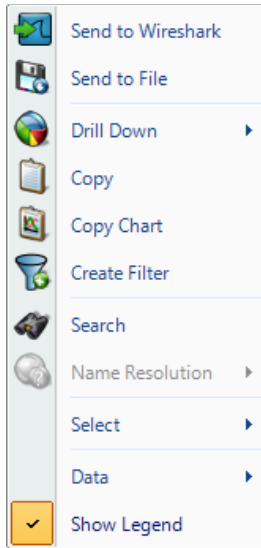 Send to Wireshark
Send to File
Drill Down
Copy
Copy Chart
Create Filter
Search
Name Resolution
Select
Data
Show Legend